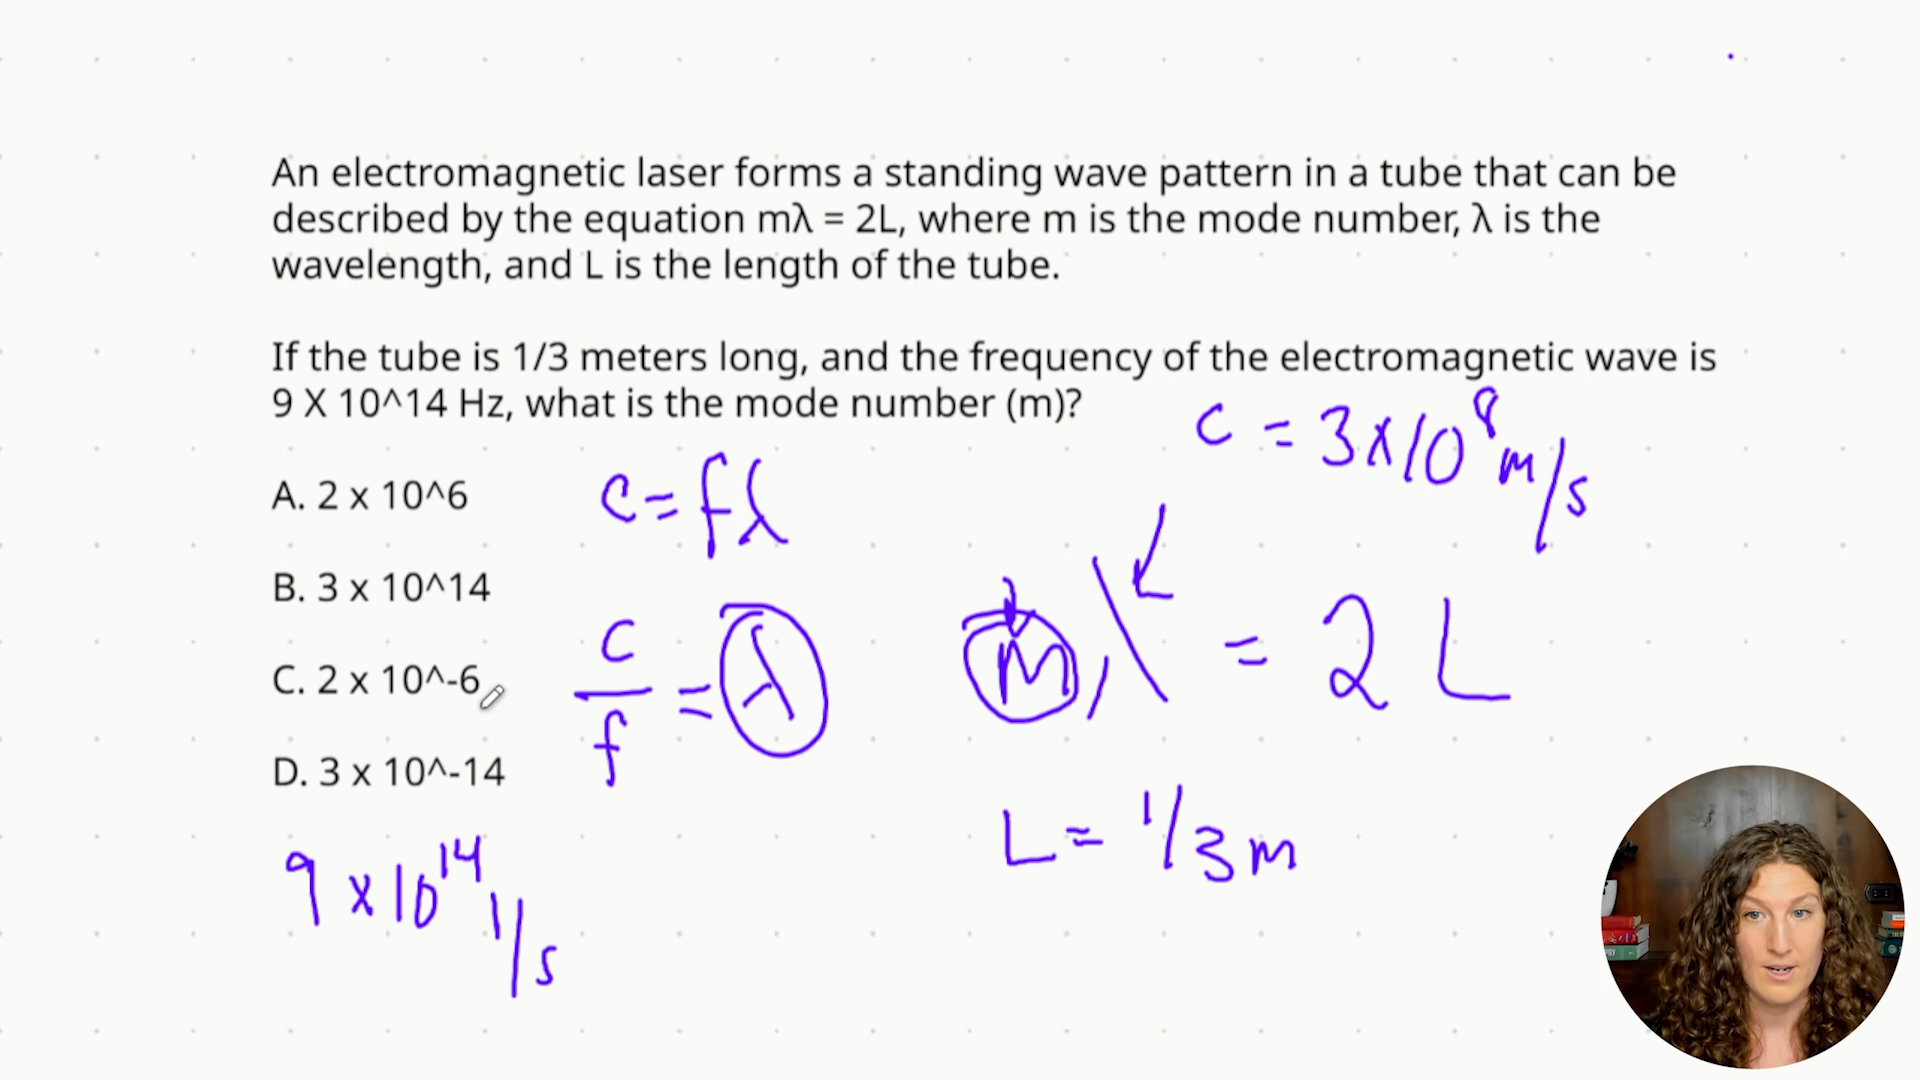 An electromagnetic laser forms a standing wave pattern in a tube that can be
described by the equation mλ = 2L, where m is the mode number, λ is the
wavelength, and L is the length of the tube.
If the tube is 1/3 meters long, and the frequency of the electromagnetic wave is
9 X 10^14 Hz, what is the mode number (m)?
c = 3x10⁸ m/s
A. 2 x 10^6
c = fλ
B. 3 x 10^14
c/f = λ
mλ = 2L
C. 2 x 10^-6
D. 3 x 10^-14
L = 1/3 m
9 x 10¹⁴ 1/s